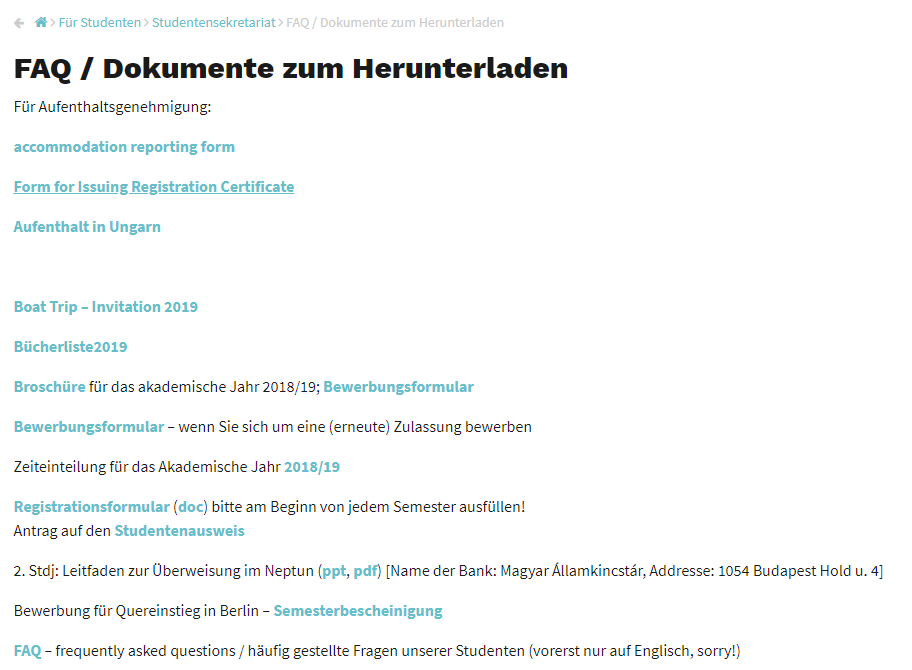 Für Studenten > Studentensekretariat > FAQ / Dokumente zum Herunterladen
FAQ / Dokumente zum Herunterladen
Für Aufenthaltsgenehmigung:
accommodation reporting form
Form for Issuing Registration Certificate
Aufenthalt in Ungarn
Boat Trip – Invitation 2019
Bücherliste2019
Broschüre für das akademische Jahr 2018/19; Bewerbungsformular
Bewerbungsformular – wenn Sie sich um eine (erneute) Zulassung bewerben
Zeiteinteilung für das Akademische Jahr 2018/19
Registrationsformular (doc) bitte am Beginn von jedem Semester ausfüllen!
Antrag auf den Studentenausweis
2. Stdj: Leitfaden zur Überweisung im Neptun (ppt, pdf) [Name der Bank: Magyar Államkincstár, Addresse: 1054 Budapest Hold u. 4]
Bewerbung für Quereinstieg in Berlin – Semesterbescheinigung
FAQ – frequently asked questions / häufig gestellte Fragen unserer Studenten (vorerst nur auf Englisch, sorry!)